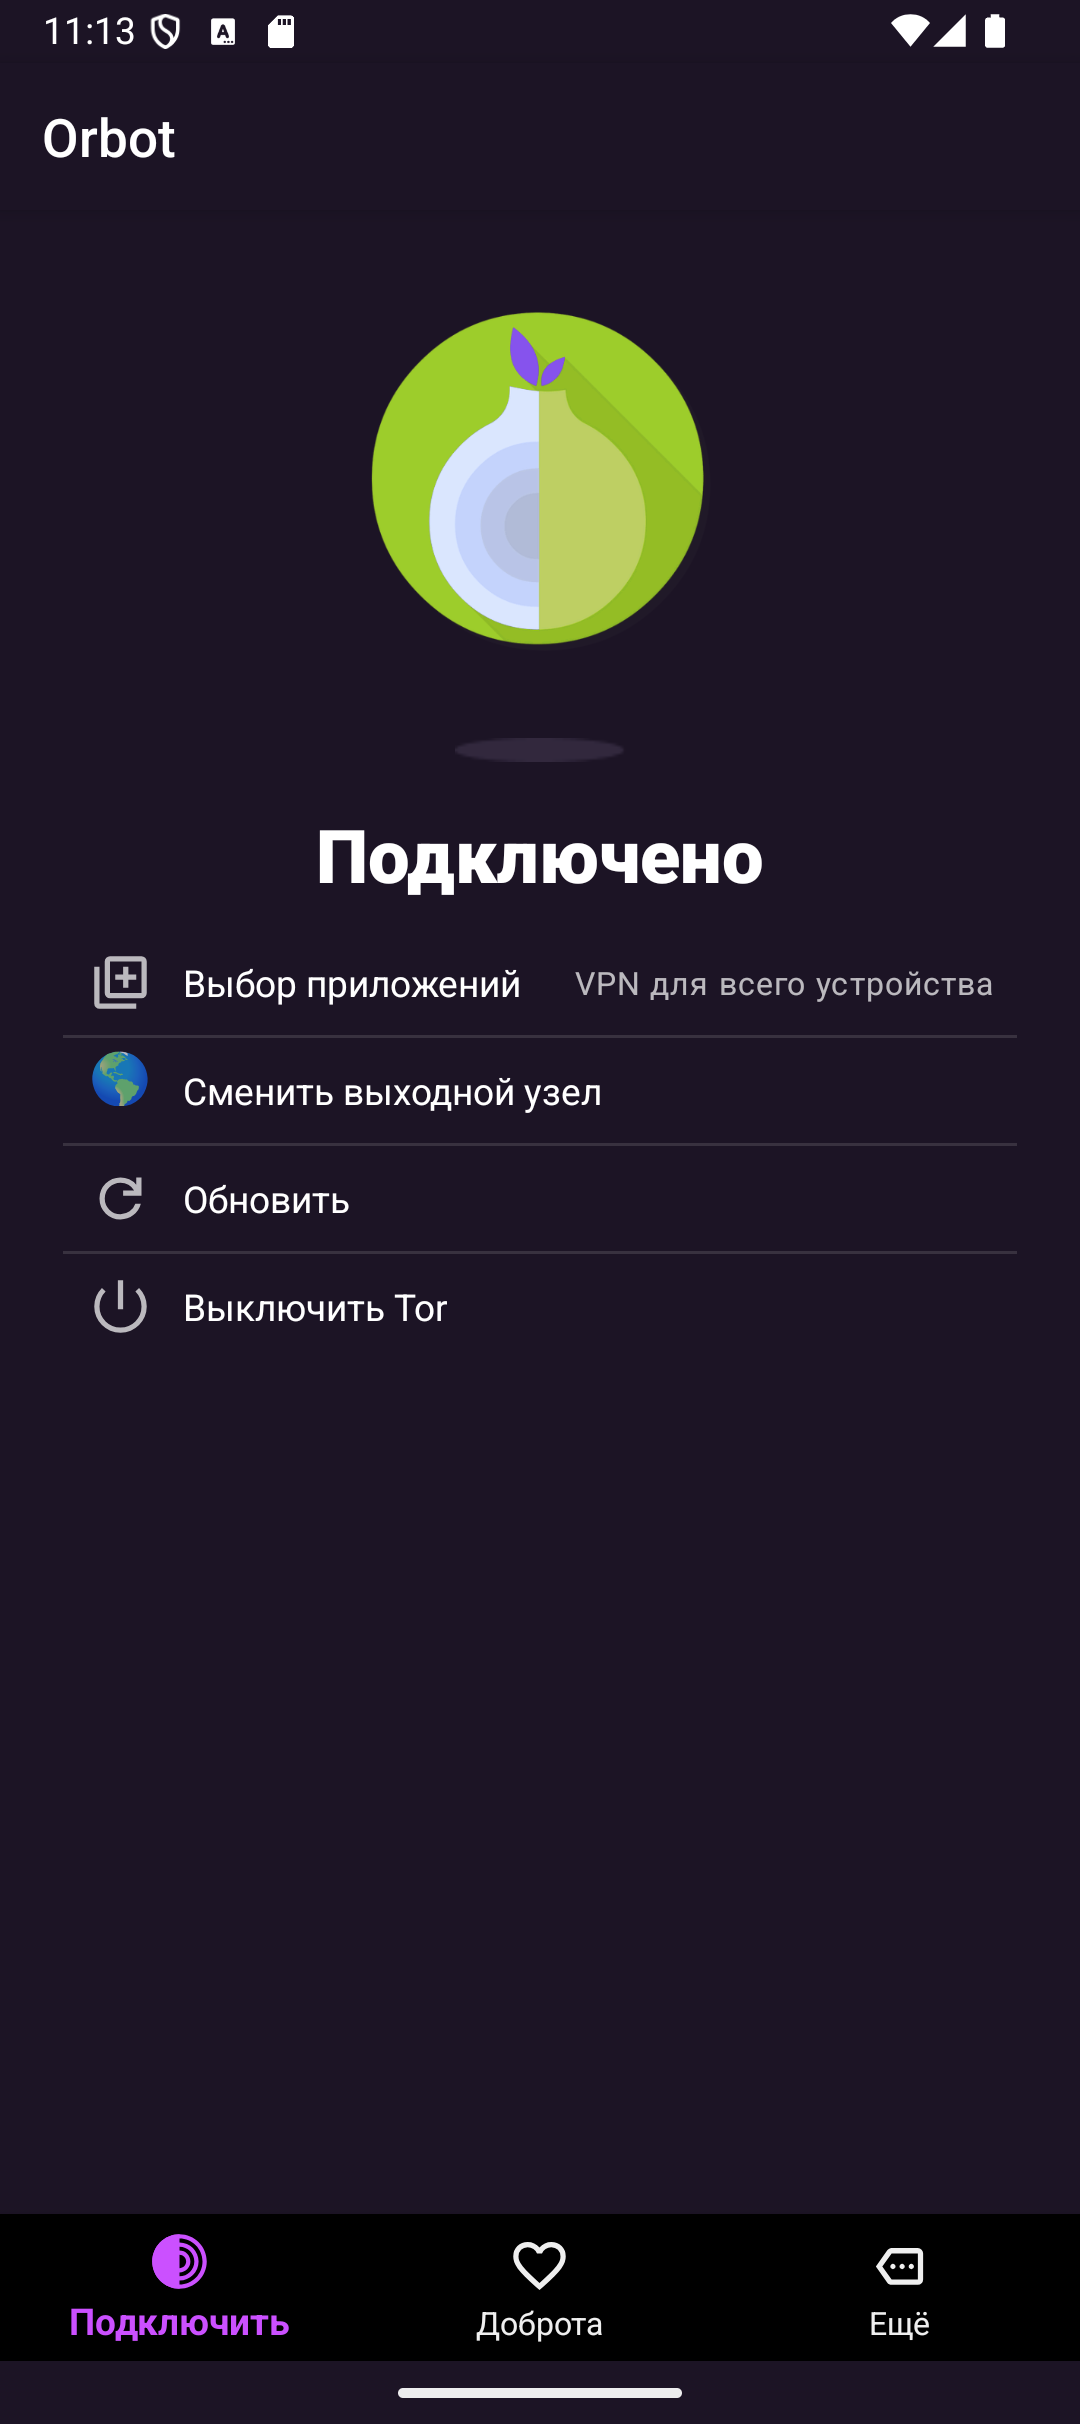 11:13
Orbot
Подключено
Выбор приложений VPN для всего устройства
Сменить выходной узел
Обновить
Выключить Tor
Подключить Доброта Ещё